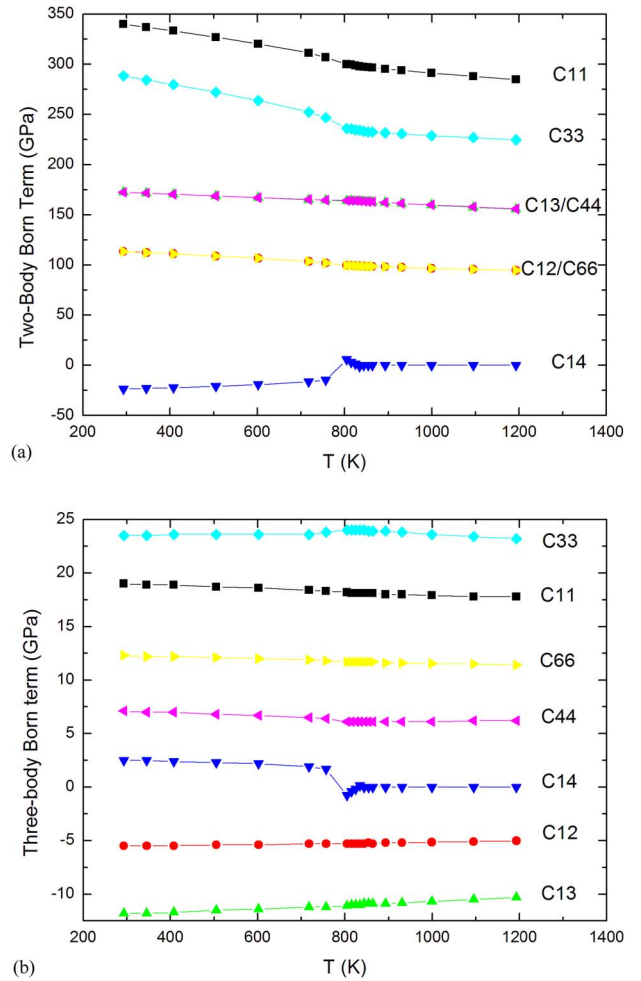 350
300
250
200
150
100
50
0
-50
Two-Body Born Term (GPa)
C11
C33
C13/C44
C12/C66
C14
200 400 600 800 1000 1200 1400
T (K)
(a)
25
20
15
10
5
0
-5
-10
Three-body Born term (GPa)
C33
C11
C66
C44
C14
C12
C13
200 400 600 800 1000 1200 1400
T (K)
(b)